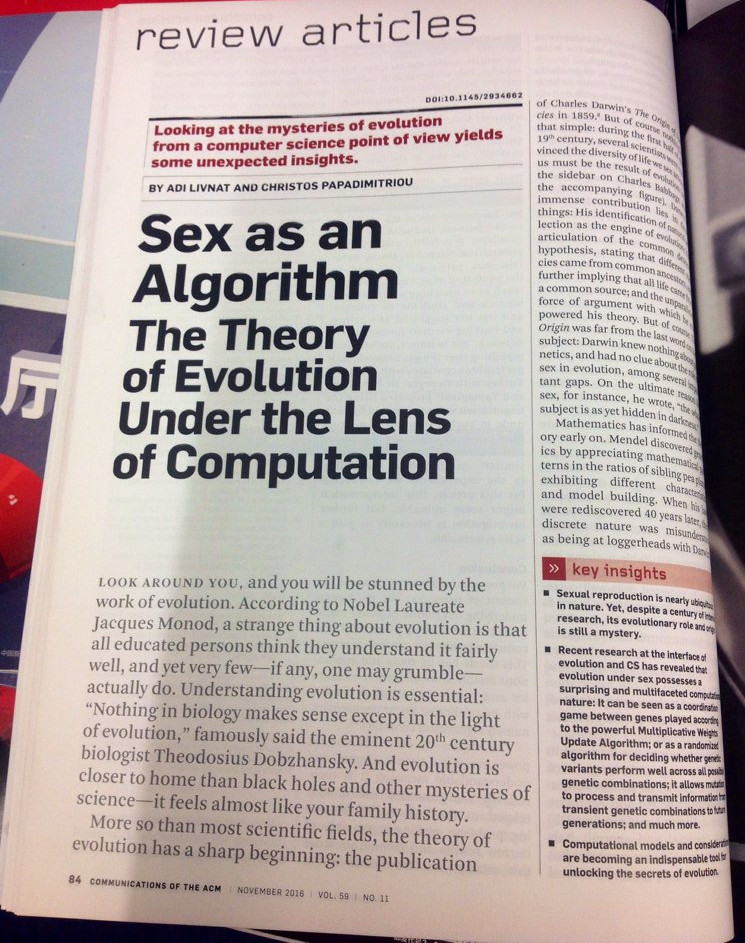 review articles
DOI:10.1145/2934662
Looking at the mysteries of evolution
from a computer science point of view yields
some unexpected insights.
BY ADI LIVNAT AND CHRISTOS PAPADIMITRIOU
Sex as an
Algorithm
The Theory
of Evolution
Under the Lens
of Computation
LOOK AROUND YOU, and you will be stunned by the
work of evolution. According to Nobel Laureate
Jacques Monod, a strange thing about evolution is that
all educated persons think they understand it fairly
well, and yet very few—if any, one may grumble—
actually do. Understanding evolution is essential:
“Nothing in biology makes sense except in the light
of evolution,” famously said the eminent 20th century
biologist Theodosius Dobzhansky. And evolution is
closer to home than black holes and other mysteries of
science—it feels almost like your family history.
More so than most scientific fields, the theory of
evolution has a sharp beginning: the publication
of Charles Darwin's The Origin of
cies in 1859.8 But of course
that simple: during the first
19th century, several scientists
vinced the diversity of life we
us must be the result of
the sidebar on Charles
the accompanying figure).
immense contribution lies
things: His identification of
lection as the engine of
articulation of the common
hypothesis, stating that
cies came from common
further implying that all life came
a common source; and the
force of argument with which he
powered his theory. But of course
Origin was far from the last word
subject: Darwin knew nothing
netics, and had no clue about the
sex in evolution, among several
tant gaps. On the ultimate
sex, for instance, he wrote, “the
subject is as yet hidden in darkness.
Mathematics has informed the
ory early on. Mendel discovered
ics by appreciating mathematical
terns in the ratios of sibling pea
exhibiting different
and model building. When his
were rediscovered 40 years later,
discrete nature was
as being at loggerheads with
» key insights
■ Sexual reproduction is nearly
in nature. Yet, despite a century of
research, its evolutionary role and
is still a mystery.
■ Recent research at the interface of
evolution and CS has revealed that
evolution under sex possesses a
surprising and multifaceted
nature: It can be seen as a coordination
game between genes played according
to the powerful Multiplicative Weights
Update Algorithm; or as a randomized
algorithm for deciding whether genetic
variants perform well across all
genetic combinations; it allows
to process and transmit information from
transient genetic combinations to
generations; and much more.
■ Computational models and
are becoming an indispensable tool for
unlocking the secrets of evolution.
84 COMMUNICATIONS OF THE ACM | NOVEMBER 2016 | VOL. 59 | NO. 11
厅